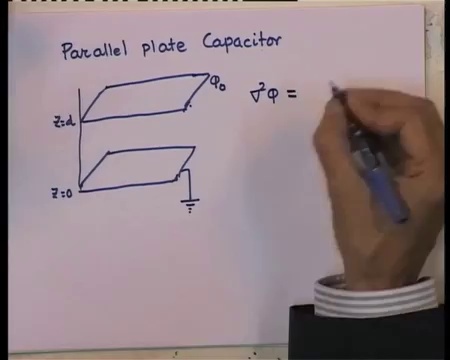 Parallel plate Capacitor
φ₀
∇²φ =
z=d
z=0